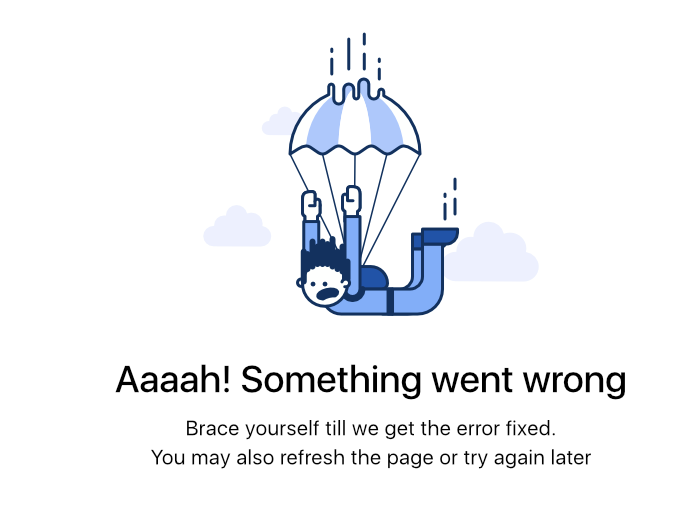 Aaaah! Something went wrong
Brace yourself till we get the error fixed.
You may also refresh the page or try again later